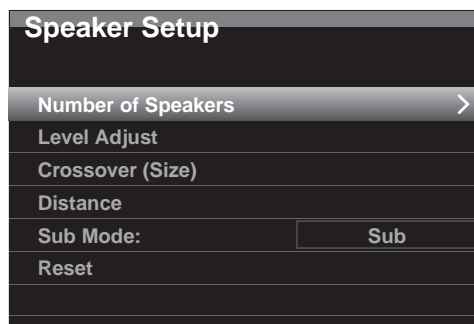 Speaker Setup
Number of Speakers
Level Adjust
Crossover (Size)
Distance
Sub Mode: Sub
Reset